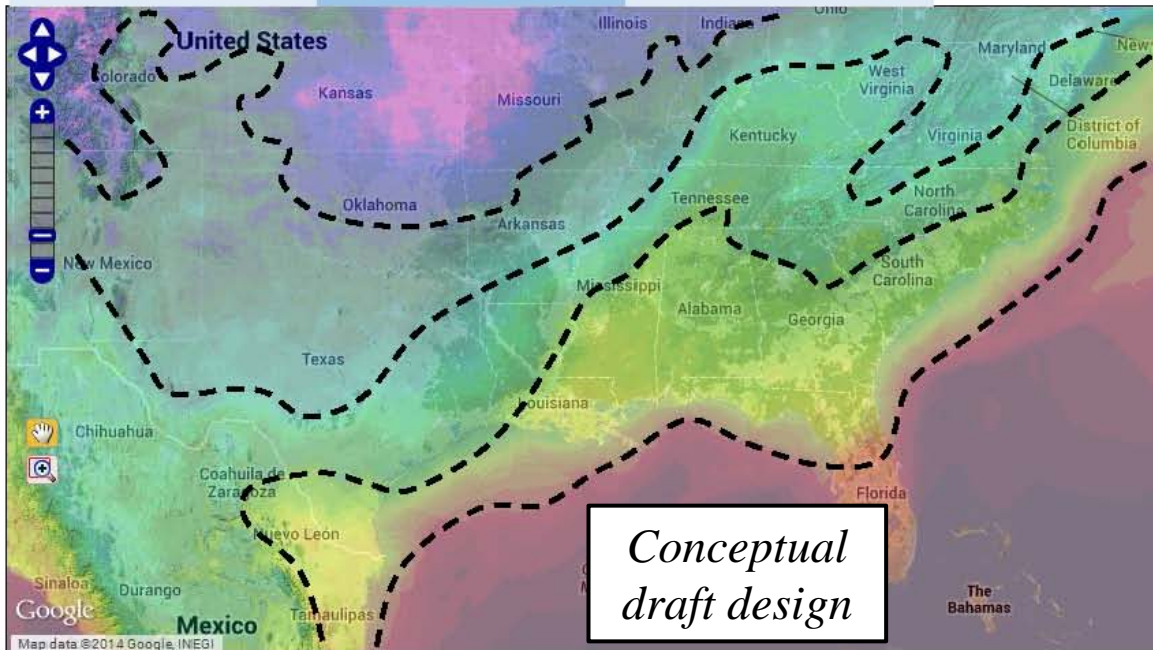 Ohio
Illinois
Indiana
United States
Maryland
New
Colorado
West
Virginia
Delaware
Kansas
Missouri
Kentucky
Virginia
District of
Columbia
Oklahoma
Tennessee
North
Carolina
Arkansas
New Mexico
South
Carolina
Mississippi
Alabama
Georgia
Texas
Louisiana
Chihuahua
Coahuila de
Zaragoza
Florida
Nuevo León
Conceptual
draft design
Sinaloa
Durango
The
Bahamas
Google
Tamaulipas
Mexico
Map data ©2014 Google, INEGI